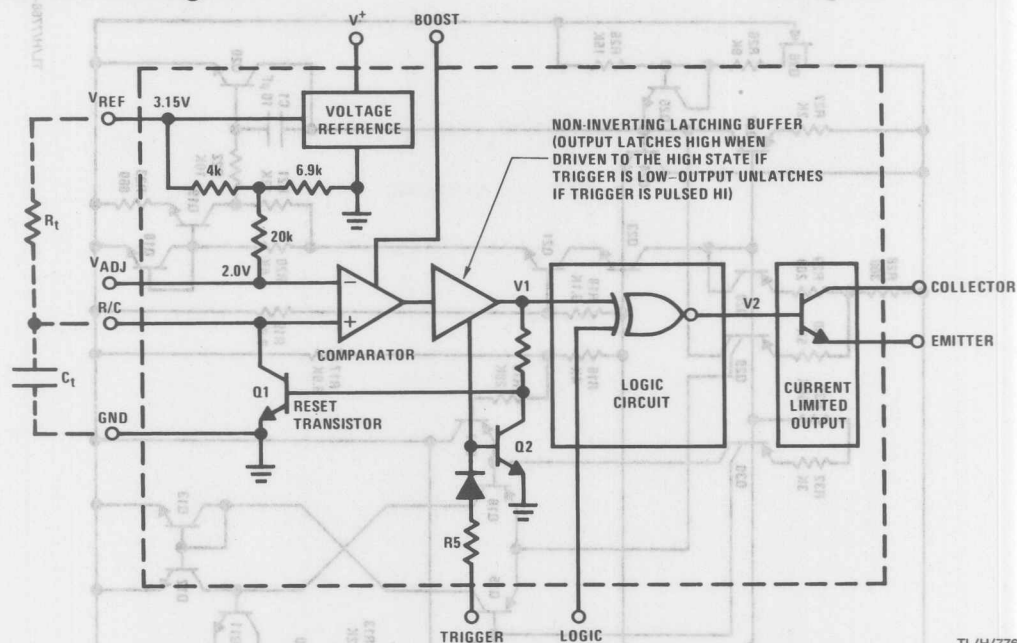 V+
BOOST
VREF
3.15V
VOLTAGE
REFERENCE
4k
6.9k
NON-INVERTING LATCHING BUFFER
(OUTPUT LATCHES HIGH WHEN
DRIVEN TO THE HIGH STATE IF
TRIGGER IS LOW–OUTPUT UNLATCHES
IF TRIGGER IS PULSED HI)
Rt
20k
VADJ
2.0V
R/C
COMPARATOR
V1
V2
COLLECTOR
EMITTER
Ct
Q1
RESET
TRANSISTOR
LOGIC
CIRCUIT
CURRENT
LIMITED
OUTPUT
GND
Q2
R5
TRIGGER
LOGIC